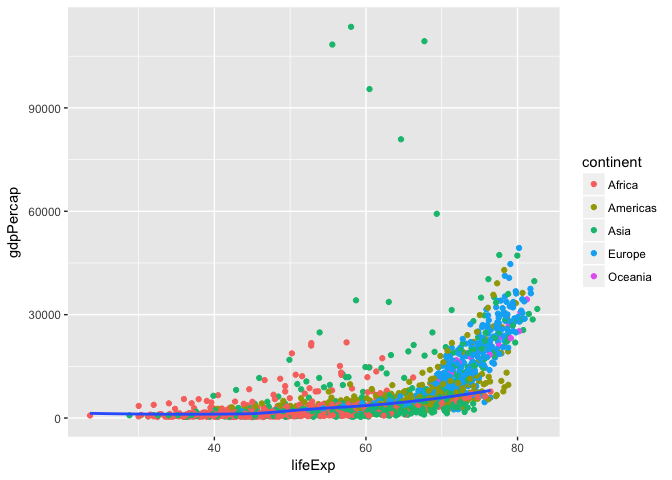 90000
60000
30000
0
gdpPercap
40
60
80
lifeExp
continent
Africa
Americas
Asia
Europe
Oceania